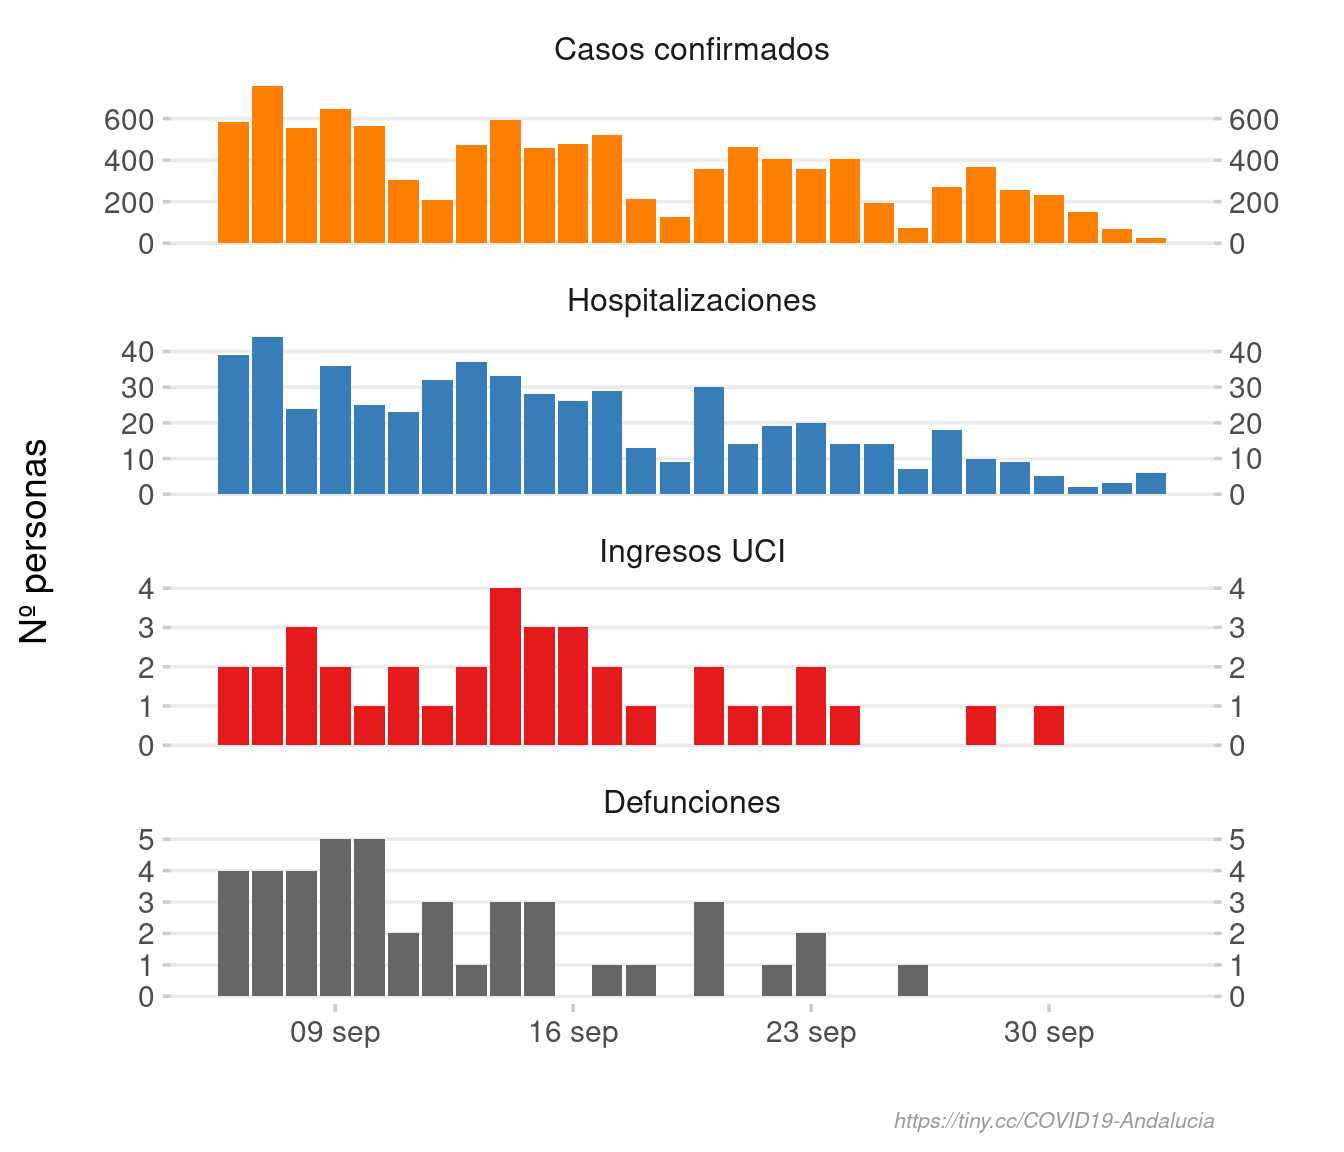 Casos confirmados
600 600
400 400
200 200
0 0
Hospitalizaciones
40 40
30 30
20 20
10 10
0 0
Nº personas
Ingresos UCI
4 4
3 3
2 2
1 1
0 0
Defunciones
5 5
4 4
3 3
2 2
1 1
0 0
09 sep 16 sep 23 sep 30 sep
https://tiny.cc/COVID19-Andalucia